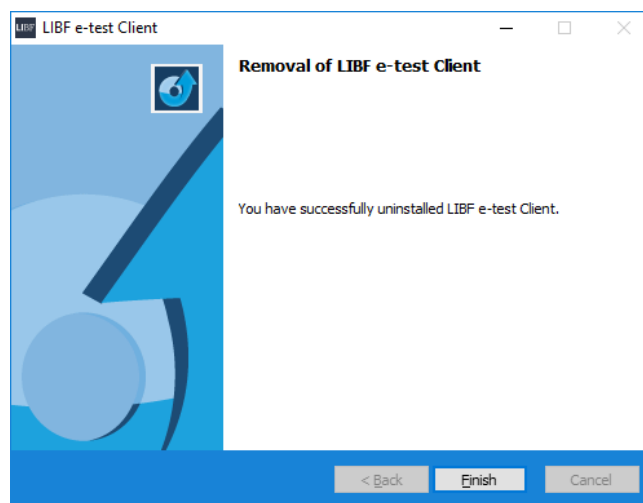 LIBF LIBF e-test Client
Removal of LIBF e-test Client
You have successfully uninstalled LIBF e-test Client.
< Back Finish Cancel